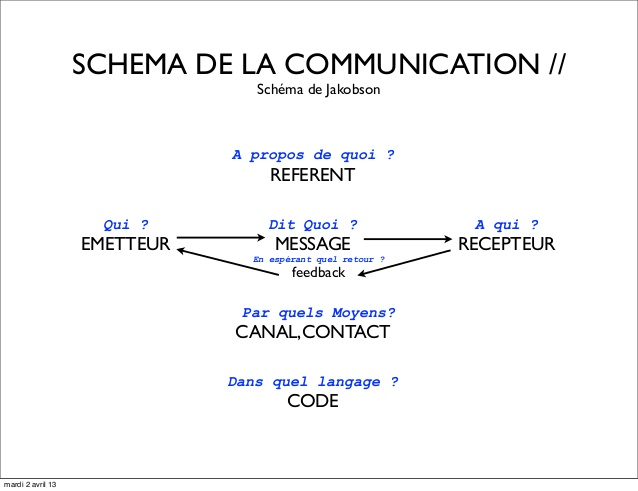 SCHEMA DE LA COMMUNICATION //
Schéma de Jakobson
A propos de quoi ?
REFERENT
Qui ?
Dit Quoi ?
A qui ?
EMETTEUR
MESSAGE
RECEPTEUR
En espérant quel retour ?
feedback
Par quels Moyens?
CANAL, CONTACT
Dans quel langage ?
CODE
mardi 2 avril 13